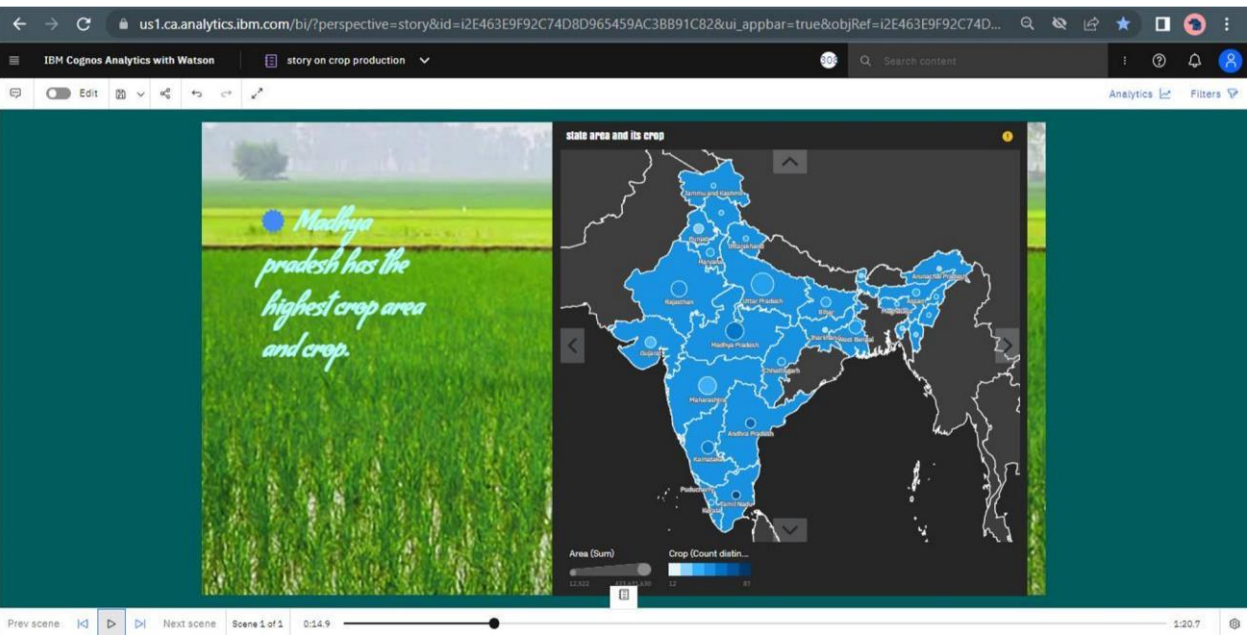 us1.ca.analytics.ibm.com/bi/?perspective=story&id=i2E463E9F92C74D8D965459AC3BB91C82&ui_appbar=true&objRef=i2E463E9F92C74D...
IBM Cognos Analytics with Watson
story on crop production
Search content
Edit
Analytics
Filters
Madhya
pradesh has the
highest crop area
and crop.
state area and its crop
Jammu and Kashmir
Punjab
Uttarakhand
Haryana
Arunachal Pradesh
Rajasthan
Uttar Pradesh
Assam
Bihar
Gujarat
Madhya Pradesh
West Bengal
Chhattisgarh
Maharashtra
Andhra Pradesh
Karnataka
Puducherry
Tamil Nadu
Kerala
Area (Sum)
Crop (Count distin...
12,522
12
Prev scene
Next scene
Scene 1 of 1
0:14.9
1:20.7